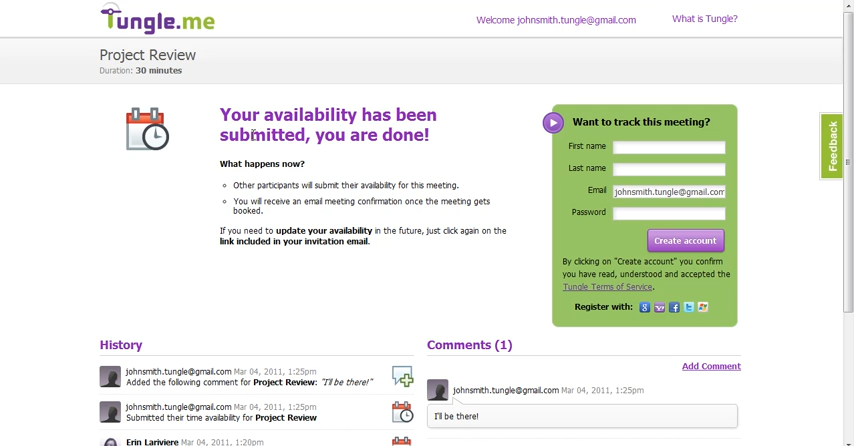 Tungle.me
Welcome johnsmith.tungle@gmail.com
What is Tungle?
Project Review
Duration: 30 minutes
Your availability has been
submitted, you are done!
What happens now?
Other participants will submit their availability for this meeting.
You will receive an email meeting confirmation once the meeting gets
booked.
If you need to update your availability in the future, just click again on the
link included in your invitation email.
Want to track this meeting?
First name
Last name
Email johnsmith.tungle@gmail.com
Password
Create account
By clicking on "Create account" you confirm
you have read, understood and accepted the
Tungle Terms of Service.
Register with:
Feedback
History
johnsmith.tungle@gmail.com Mar 04, 2011, 1:25pm
Added the following comment for Project Review: "I'll be there!"
johnsmith.tungle@gmail.com Mar 04, 2011, 1:25pm
Submitted their time availability for Project Review
Erin Lariviere Mar 04, 2011, 1:20pm
Comments (1)
Add Comment
johnsmith.tungle@gmail.com Mar 04, 2011, 1:25pm
I'll be there!